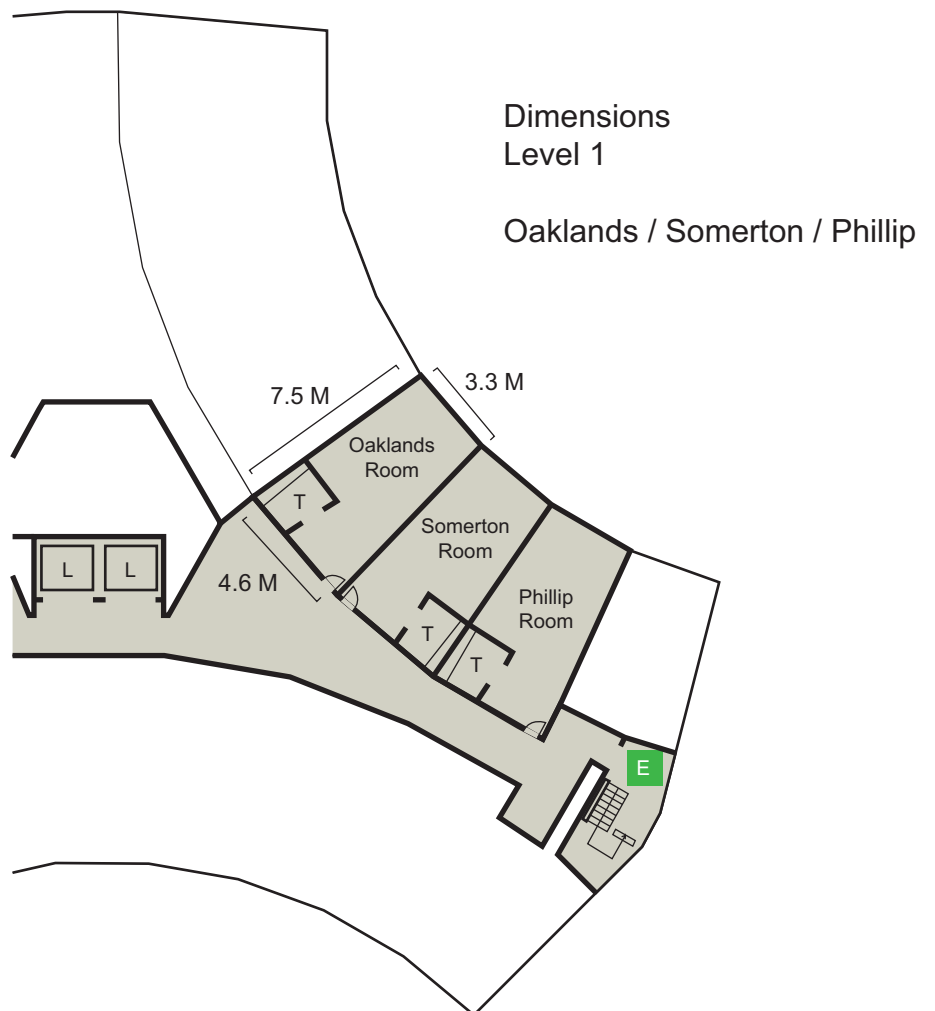 Dimensions
Level 1
Oaklands / Somerton / Phillip
7.5 M
3.3 M
Oaklands
Room
T
Somerton
Room
4.6 M
L
L
Phillip
Room
T
T
E